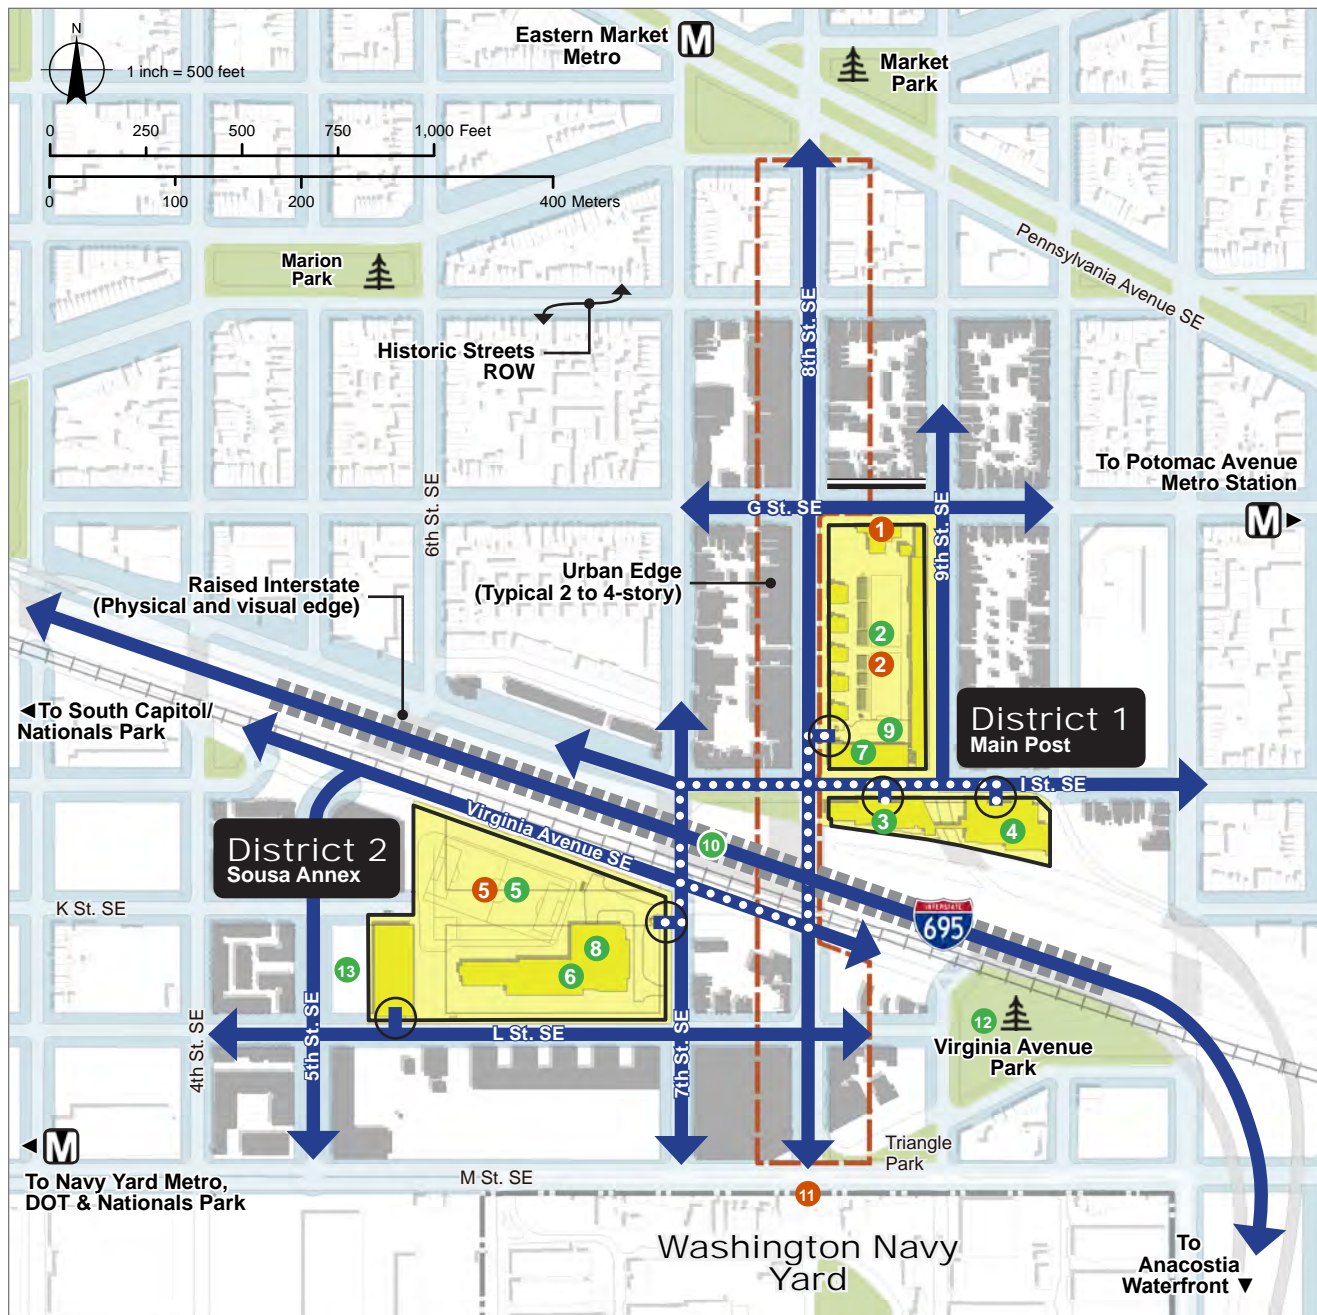 N
1 inch = 500 feet
0 250 500 750 1,000 Feet
0 100 200 400 Meters
Eastern Market
Metro
M
Market
Park
Marion
Park
Pennsylvania Avenue SE
Historic Streets
ROW
8th St. SE
To Potomac Avenue
Metro Station
M
6th St. SE
G St. SE
9th St. SE
1
Raised Interstate
(Physical and visual edge)
Urban Edge
(Typical 2 to 4-story)
2
2
To South Capitol/
Nationals Park
District 1
Main Post
9
7
I St. SE
Virginia Avenue SE
3
4
10
District 2
Sousa Annex
5
5
K St. SE
INTERSTATE
695
8
6
13
12
Virginia Avenue
Park
4th St. SE
5th St. SE
L St. SE
7th St. SE
M
To Navy Yard Metro,
DOT & Nationals Park
Triangle
Park
M St. SE
11
Washington Navy
Yard
To
Anacostia
Waterfront